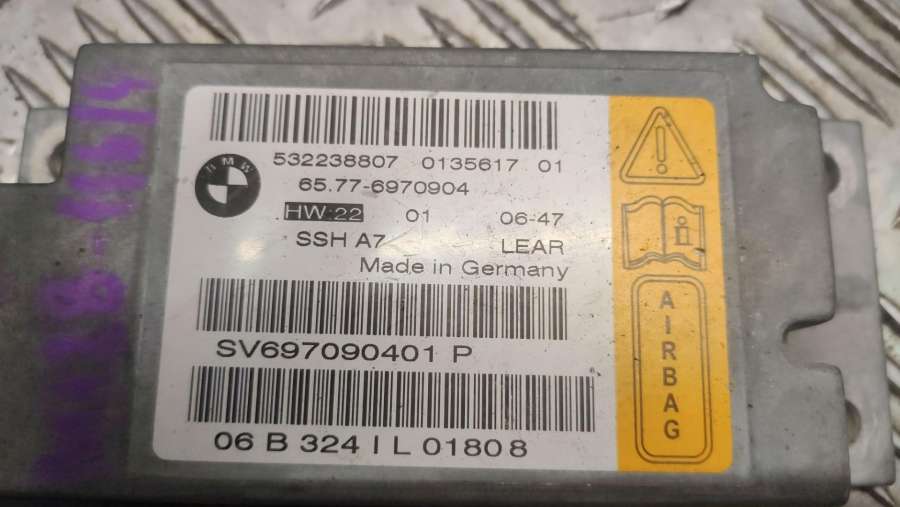 532238807 0135617 01
BMW
65.77-6970904
HW:22 01 06-47
SSH A7 LEAR
Made in Germany
SV697090401 P
06 B 324 I L 01808
AIRBAG